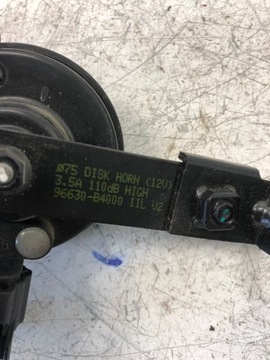 ø75 DISK HORN (12V)
3.5A 110dB HIGH
96630-B4000 IIL V2